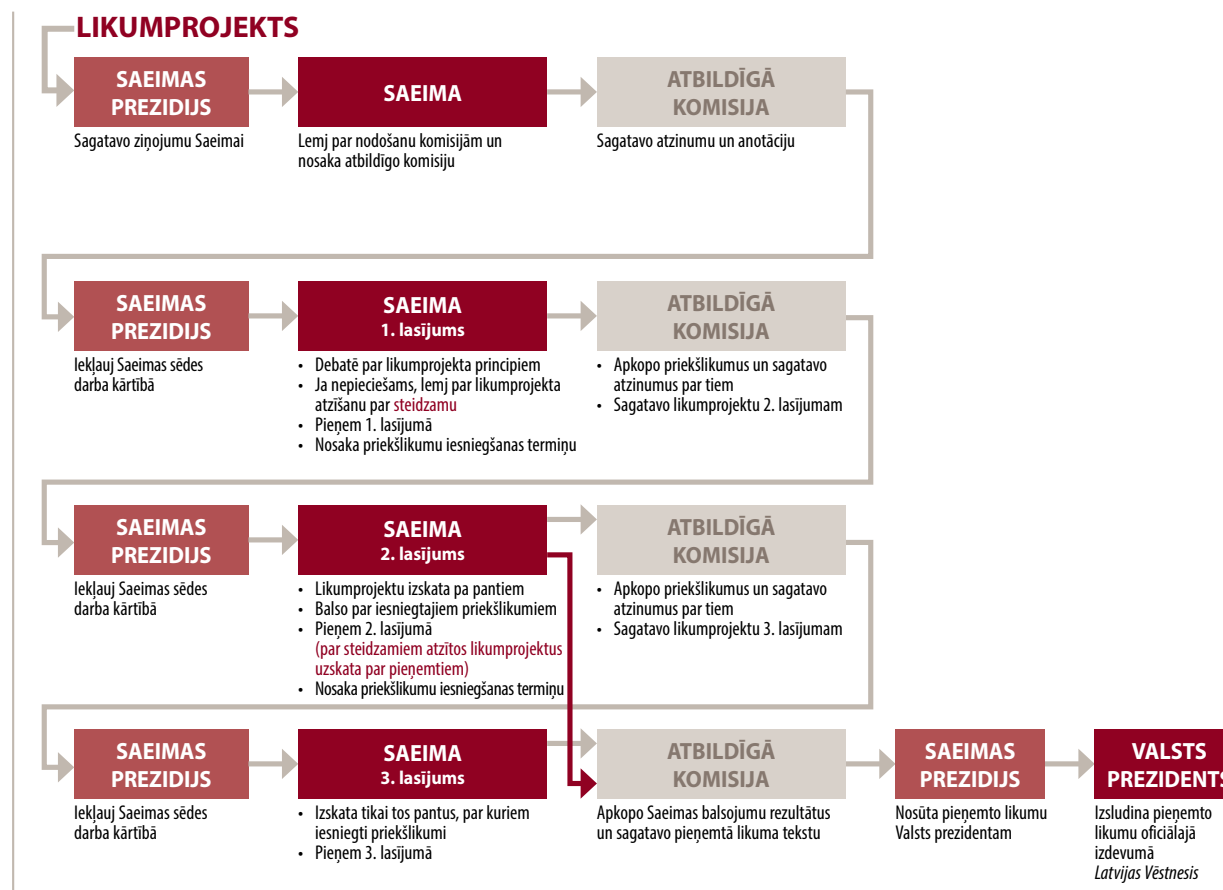 LIKUMPROJEKTS
SAEIMAS
PREZIDIJS
Sagatavo ziņojumu Saeimai
SAEIMA
Lemj par nodošanu komisijām un
nosaka atbildīgo komisiju
ATBILDĪGĀ
KOMISIJA
Sagatavo atzinumu un anotāciju
SAEIMAS
PREZIDIJS
Iekļauj Saeimas sēdes
darba kārtībā
SAEIMA
1. lasījums
• Debatē par likumprojekta principiem
• Ja nepieciešams, lemj par likumprojekta
atzīšanu par steidzamu
• Pieņem 1. lasījumā
• Nosaka priekšlikumu iesniegšanas termiņu
ATBILDĪGĀ
KOMISIJA
• Apkopo priekšlikumus un sagatavo
atzinumus par tiem
• Sagatavo likumprojektu 2. lasījumam
SAEIMAS
PREZIDIJS
Iekļauj Saeimas sēdes
darba kārtībā
SAEIMA
2. lasījums
• Likumprojektu izskata pa pantiem
• Balso par iesniegtajiem priekšlikumiem
• Pieņem 2. lasījumā
(par steidzamiem atzītos likumprojektus
uzskata par pieņemtiem)
• Nosaka priekšlikumu iesniegšanas termiņu
ATBILDĪGĀ
KOMISIJA
• Apkopo priekšlikumus un sagatavo
atzinumus par tiem
• Sagatavo likumprojektu 3. lasījumam
SAEIMAS
PREZIDIJS
Iekļauj Saeimas sēdes
darba kārtībā
SAEIMA
3. lasījums
• Izskata tikai tos pantus, par kuriem
iesniegti priekšlikumi
• Pieņem 3. lasījumā
ATBILDĪGĀ
KOMISIJA
Apkopo Saeimas balsojumu rezultātus
un sagatavo pieņemtā likuma tekstu
SAEIMAS
PREZIDIJS
Nosūta pieņemto likumu
Valsts prezidentam
VALSTS
PREZIDENTS
Izsludina pieņemto
likumu oficiālajā
izdevumā
Latvijas Vēstnesis